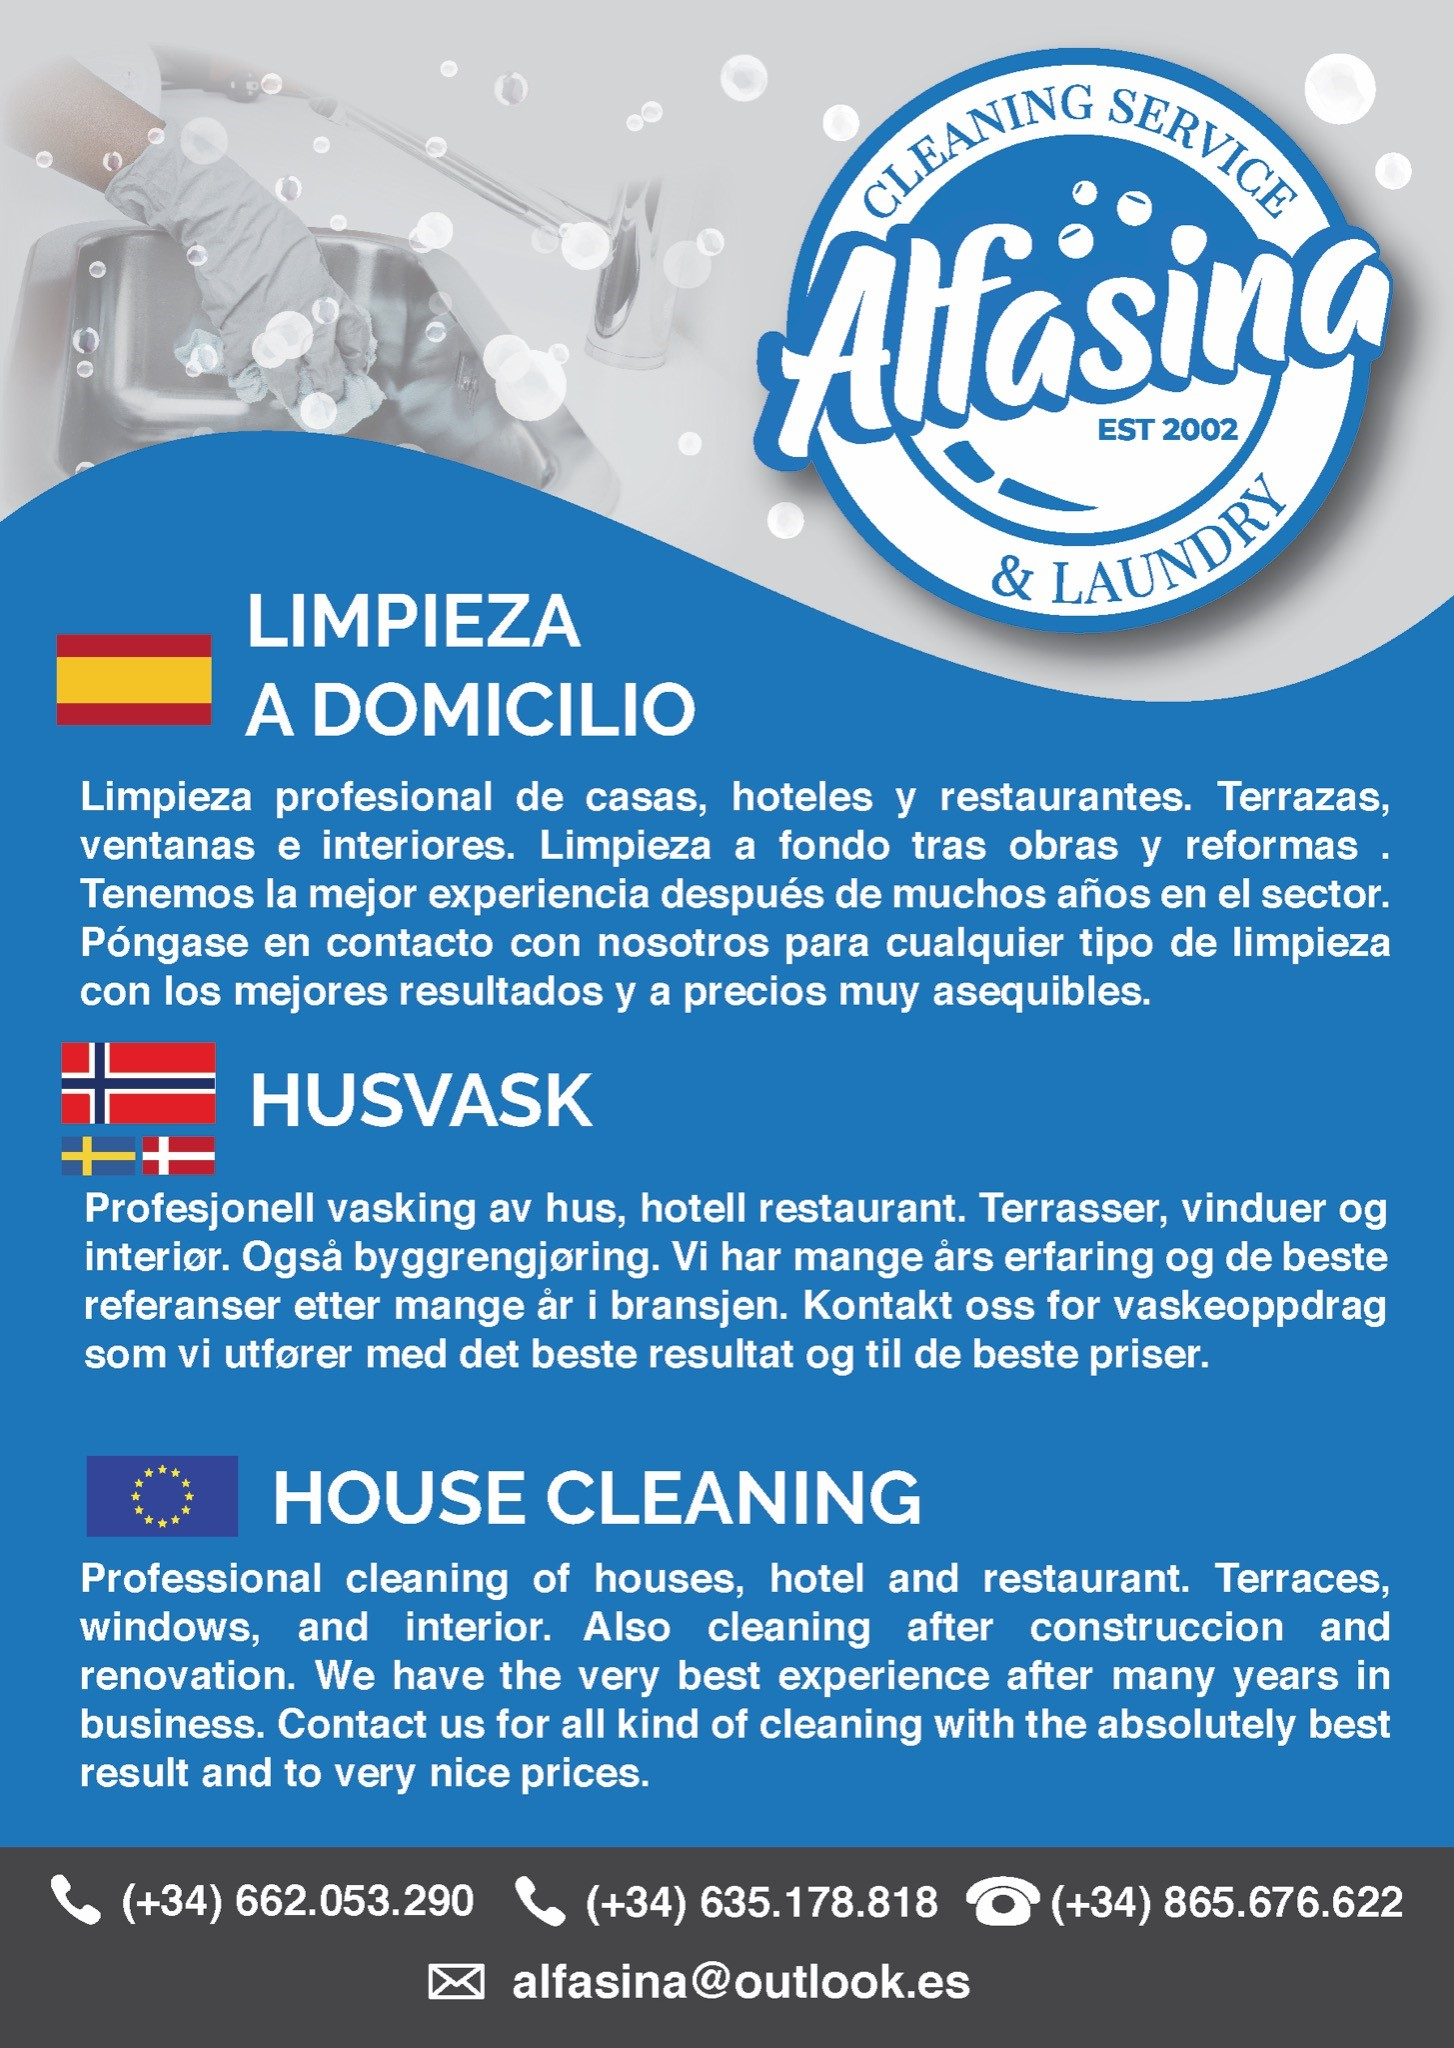 CLEANING SERVICE
Alfasina
EST 2002
& LAUNDRY
LIMPIEZA
A DOMICILIO
Limpieza profesional de casas, hoteles y restaurantes. Terrazas,
ventanas e interiores. Limpieza a fondo tras obras y reformas .
Tenemos la mejor experiencia después de muchos años en el sector.
Póngase en contacto con nosotros para cualquier tipo de limpieza
con los mejores resultados y a precios muy asequibles.
HUSVASK
Profesjonell vasking av hus, hotell restaurant. Terrasser, vinduer og
interiør. Også byggrengjøring. Vi har mange års erfaring og de beste
referanser etter mange år i bransjen. Kontakt oss for vaskeoppdrag
som vi utfører med det beste resultat og til de beste priser.
HOUSE CLEANING
Professional cleaning of houses, hotel and restaurant. Terraces,
windows, and interior. Also cleaning after construccion and
renovation. We have the very best experience after many years in
business. Contact us for all kind of cleaning with the absolutely best
result and to very nice prices.
(+34) 662.053.290 (+34) 635.178.818 (+34) 865.676.622
alfasina@outlook.es